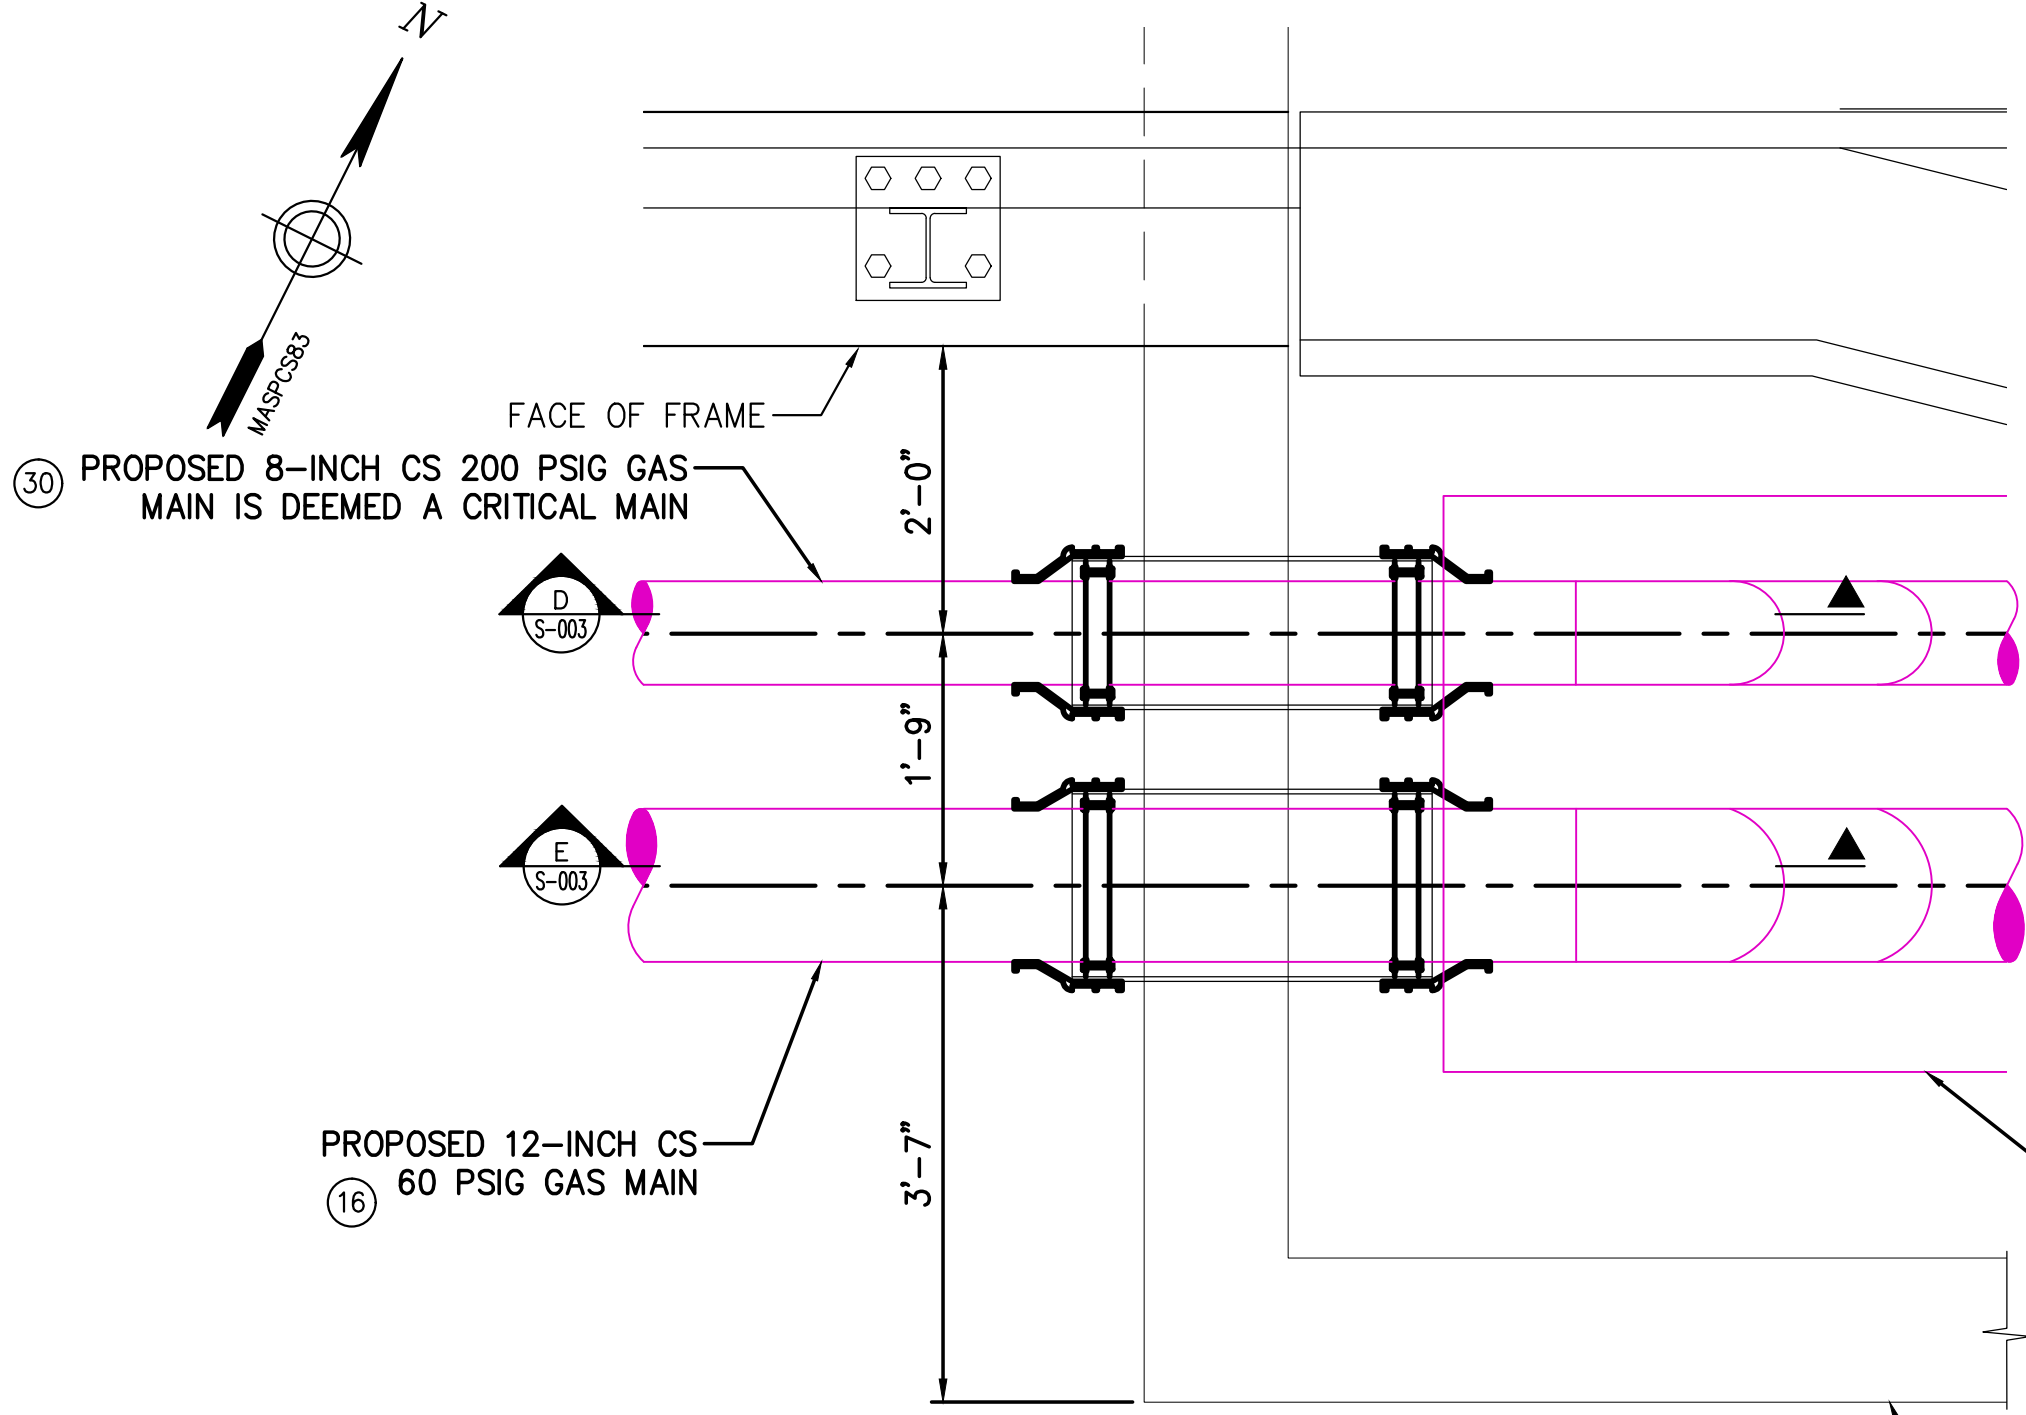 N
MASPCS83
FACE OF FRAME
30
PROPOSED 8-INCH CS 200 PSIG GAS
MAIN IS DEEMED A CRITICAL MAIN
2'-0"
D
S-003
1'-9"
E
S-003
PROPOSED 12-INCH CS
60 PSIG GAS MAIN
16
3'-7"